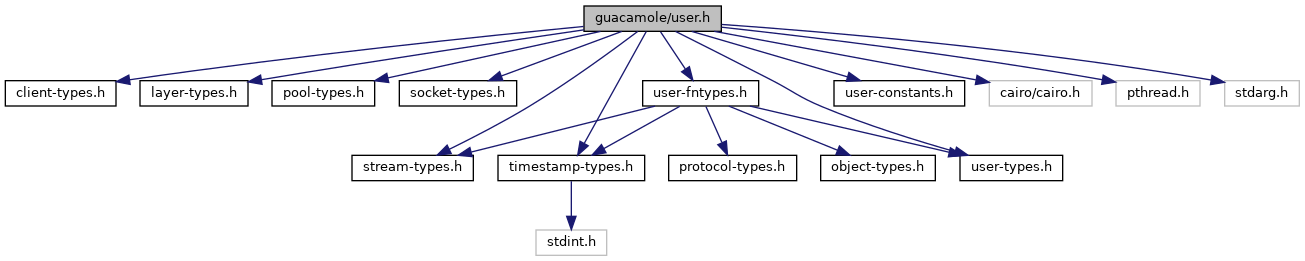 guacamole/user.h
client-types.h
layer-types.h
pool-types.h
socket-types.h
user-fntypes.h
user-constants.h
cairo/cairo.h
pthread.h
stdarg.h
stream-types.h
timestamp-types.h
protocol-types.h
object-types.h
user-types.h
stdint.h